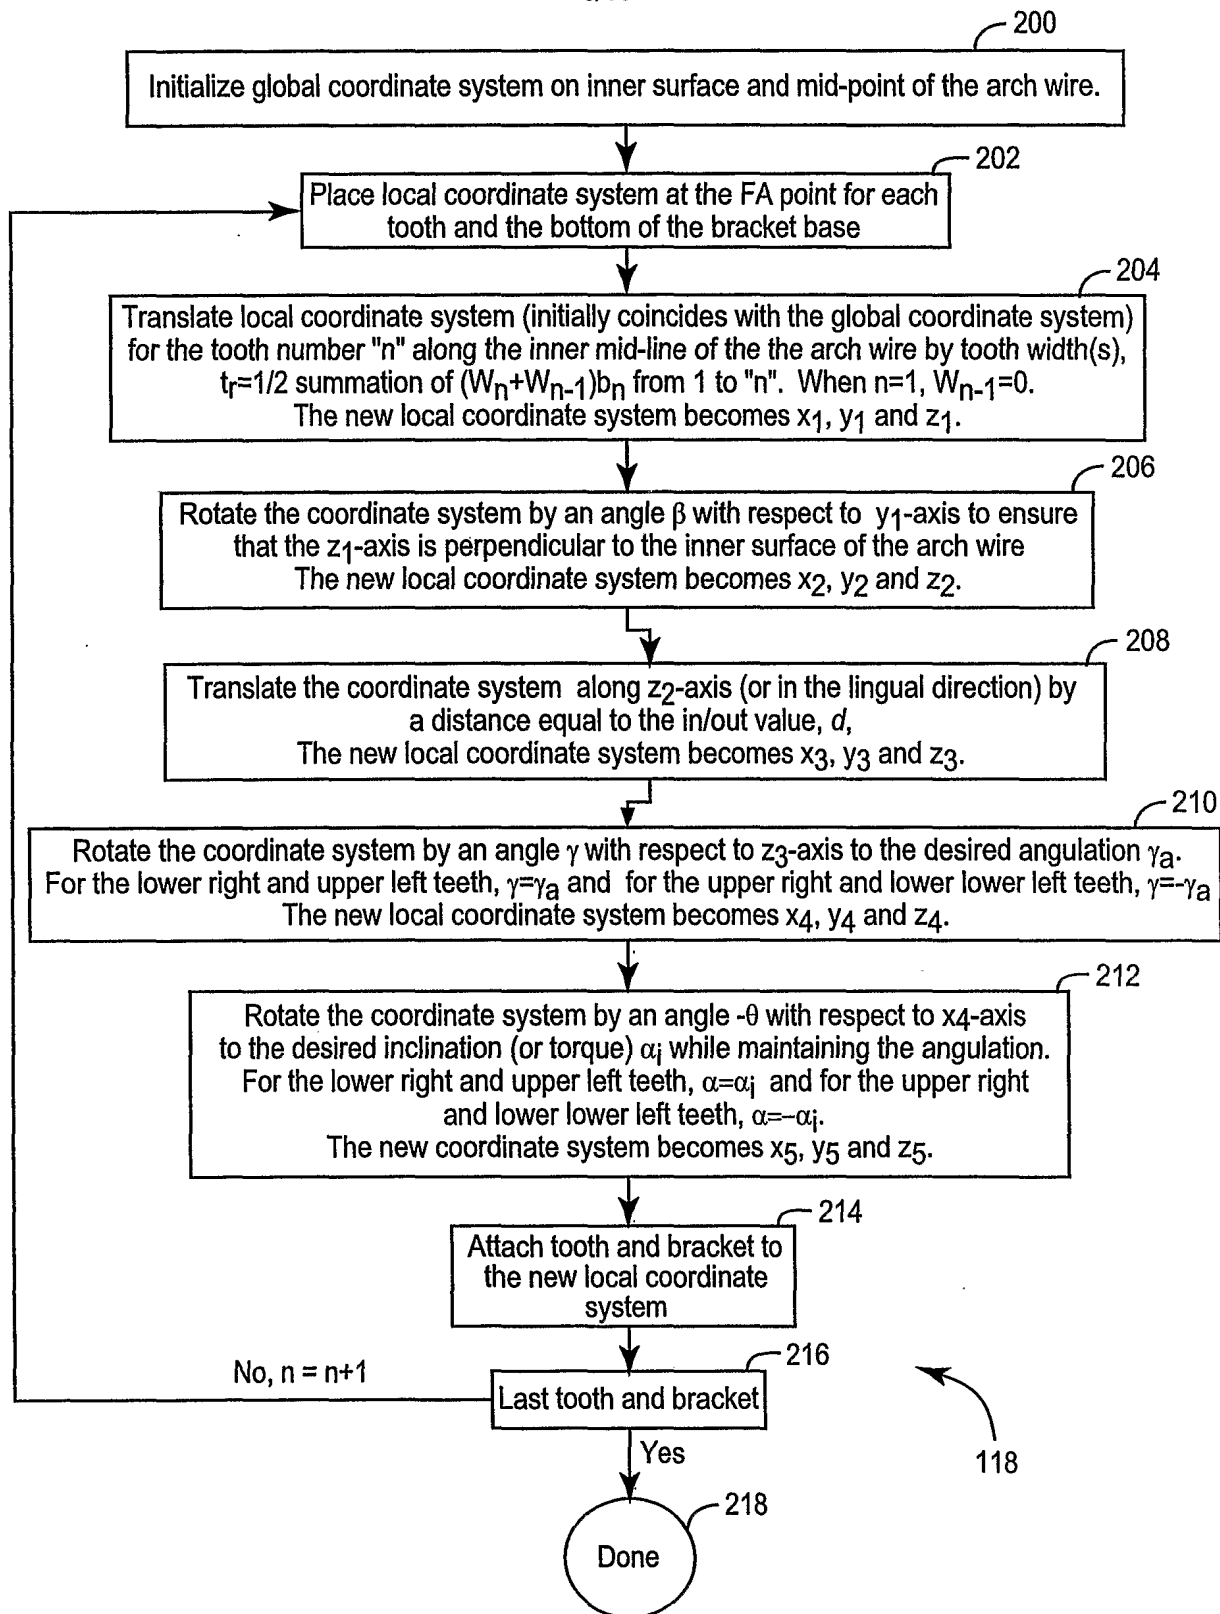 200
Initialize global coordinate system on inner surface and mid-point of the arch wire.
202
Place local coordinate system at the FA point for each
tooth and the bottom of the bracket base
204
Translate local coordinate system (initially coincides with the global coordinate system)
for the tooth number "n" along the inner mid-line of the the arch wire by tooth width(s),
tr=1/2 summation of (Wn+Wn-1)bn from 1 to "n". When n=1, Wn-1=0.
The new local coordinate system becomes x1, y1 and z1.
206
Rotate the coordinate system by an angle β with respect to y1-axis to ensure
that the z1-axis is perpendicular to the inner surface of the arch wire
The new local coordinate system becomes x2, y2 and z2.
208
Translate the coordinate system along z2-axis (or in the lingual direction) by
a distance equal to the in/out value, d,
The new local coordinate system becomes x3, y3 and z3.
210
Rotate the coordinate system by an angle γ with respect to z3-axis to the desired angulation γa.
For the lower right and upper left teeth, γ=γa and for the upper right and lower lower left teeth, γ=-γa
The new local coordinate system becomes x4, y4 and z4.
212
Rotate the coordinate system by an angle -θ with respect to x4-axis
to the desired inclination (or torque) αi while maintaining the angulation.
For the lower right and upper left teeth, α=αi and for the upper right
and lower lower left teeth, α=–αi.
The new coordinate system becomes x5, y5 and z5.
214
Attach tooth and bracket to
the new local coordinate
system
216
No, n = n+1
Last tooth and bracket
Yes
118
218
Done